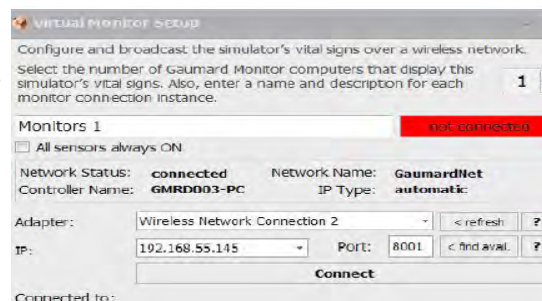 Virtual Monitor Setup
Configure and broadcast the simulator's vital signs over a wireless network.
Select the number of Gaumard Monitor computers that display this
simulator's vital signs. Also, enter a name and description for each
monitor connection instance.
1
Monitors 1
not connected
All sensors always ON
Network Status: connected Network Name: GaumardNet
Controller Name: GMRD003-PC IP Type: automatic
Adapter: Wireless Network Connection 2 < refresh ?
IP: 192.168.55.145 Port: 8001 < find avail. ?
Connect
Connected to: